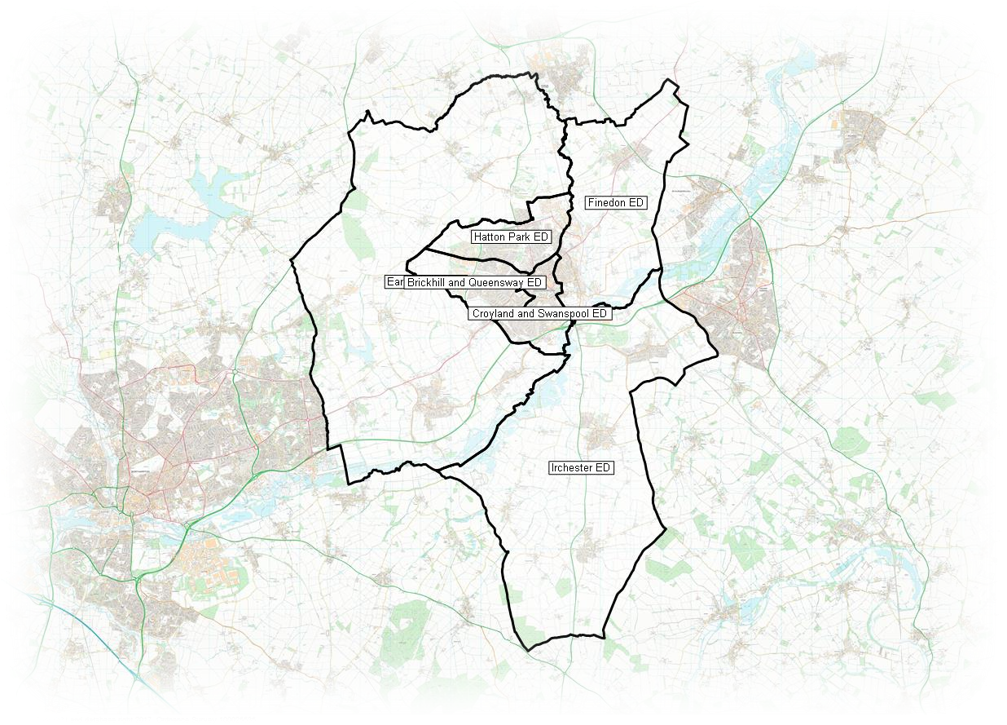 Finedon ED
Hatton Park ED
Ear
Brickhill and Queensway ED
Croyland and Swanspool ED
Irchester ED